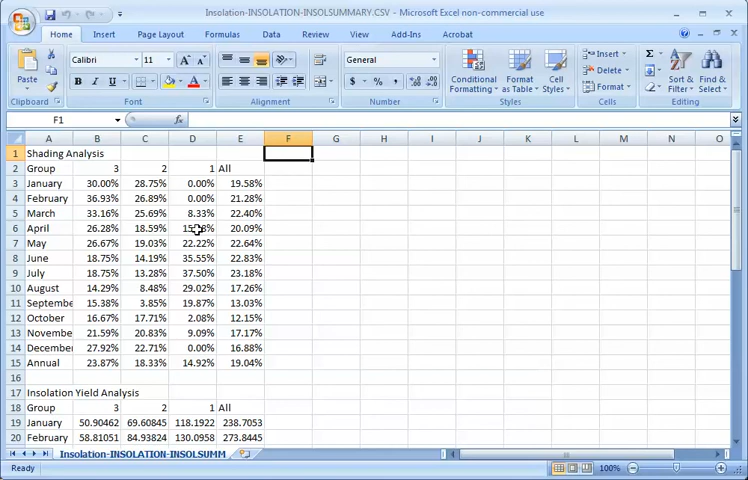 Insolation-INSOLATION-INSOLSUMMARY.CSV - Microsoft Excel non-commercial use
Home Insert Page Layout Formulas Data Review View Add-Ins Acrobat
Calibri 11 A A General Insert Σ
Paste B I U A $ % , Conditional Formatting Format as Table Cell Styles Delete Format Sort & Filter Find & Select
Clipboard Font Alignment Number Styles Cells Editing
F1 fx
A B C D E F G H I J K L M N O
1 Shading Analysis
2 Group 3 2 1 All
3 January 30.00% 28.75% 0.00% 19.58%
4 February 36.93% 26.89% 0.00% 21.28%
5 March 33.16% 25.69% 8.33% 22.40%
6 April 26.28% 18.59% 20.09%
7 May 26.67% 19.03% 22.22% 22.64%
8 June 18.75% 14.19% 35.55% 22.83%
9 July 18.75% 13.28% 37.50% 23.18%
10 August 14.29% 8.48% 29.02% 17.26%
11 Septembe 15.38% 3.85% 19.87% 13.03%
12 October 16.67% 17.71% 2.08% 12.15%
13 Novembe 21.59% 20.83% 9.09% 17.17%
14 Decembe 27.92% 22.71% 0.00% 16.88%
15 Annual 23.87% 18.33% 14.92% 19.04%
16
17 Insolation Yield Analysis
18 Group 3 2 1 All
19 January 50.90462 69.60845 118.1922 238.7053
20 February 58.81051 84.93824 130.0958 273.8445
Insolation-INSOLATION-INSOLSUMM
Ready 100%